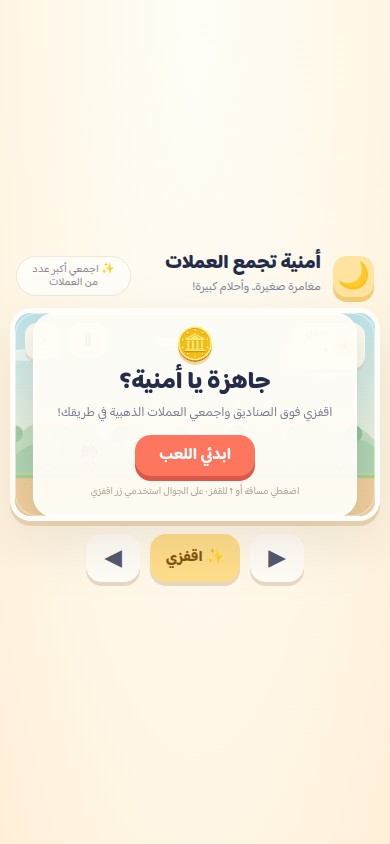 أمنية تجمع العملات
مغامرة صغيرة.. وأحلام كبيرة!
✨ اجمعي أكبر عدد
من العملات
جاهزة يا أمنية؟
اقفزي فوق الصناديق واجمعي العملات الذهبية في طريقك!
ابدئي اللعب
اضغطي مسافة أو ↑ للقفز · على الجوال استخدمي زر اقفزي
✨ اقفزي